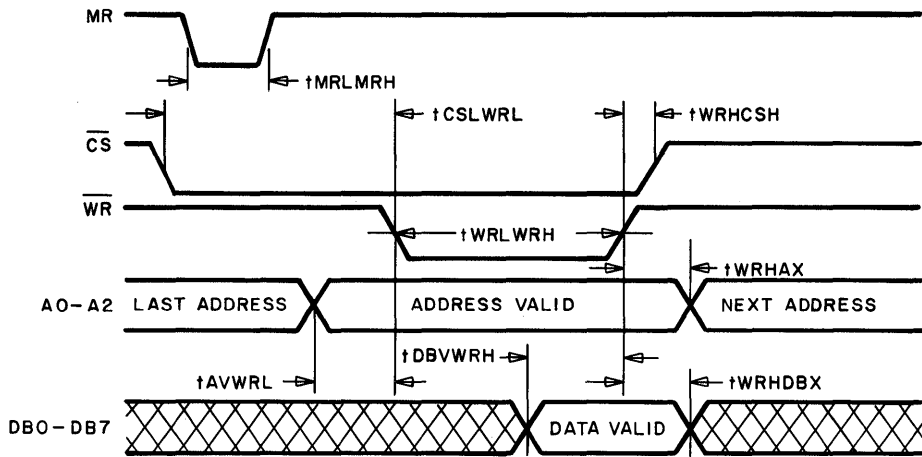 MR
tMRLMRH
tCSLWRL
tWRHCSH
CS
WR
tWRLWRH
tWRHAX
A0-A2
LAST ADDRESS
ADDRESS VALID
NEXT ADDRESS
tDBVWRH
tAVWRL
tWRHDBX
DB0-DB7
DATA VALID